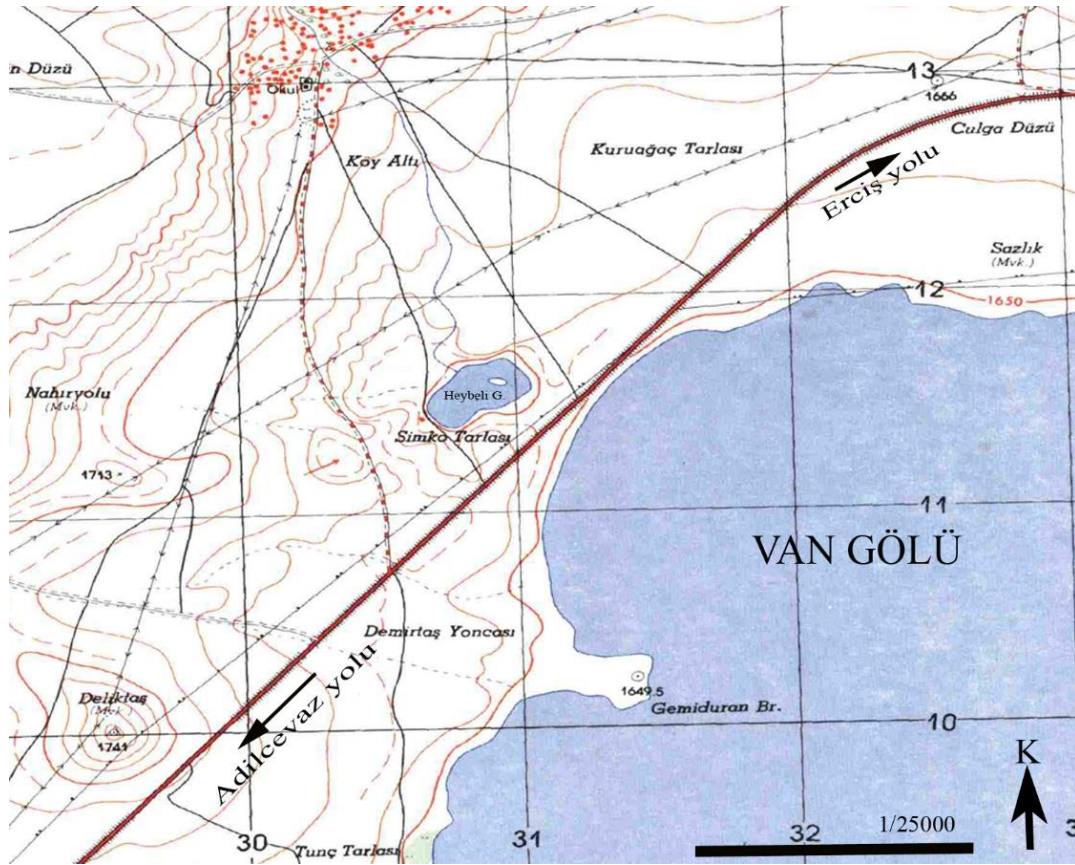 n Düzü
Okul
Köy Altı
Kuruağaç Tarlası
13
1666
Culga Düzü
Erciş yolu
Sazlık
(Mvk.)
12
1650
Nahıryolu
(Mvk.)
Heybeli G.
Simko Tarlası
1713
11
VAN GÖLÜ
Demirtaş Yoncası
Adilcevaz yolu
Deliktaş
(Mvk.)
1741
1649.5
Gemiduran Br.
10
K
1/25000
30
31
32
3
Tunç Tarlası